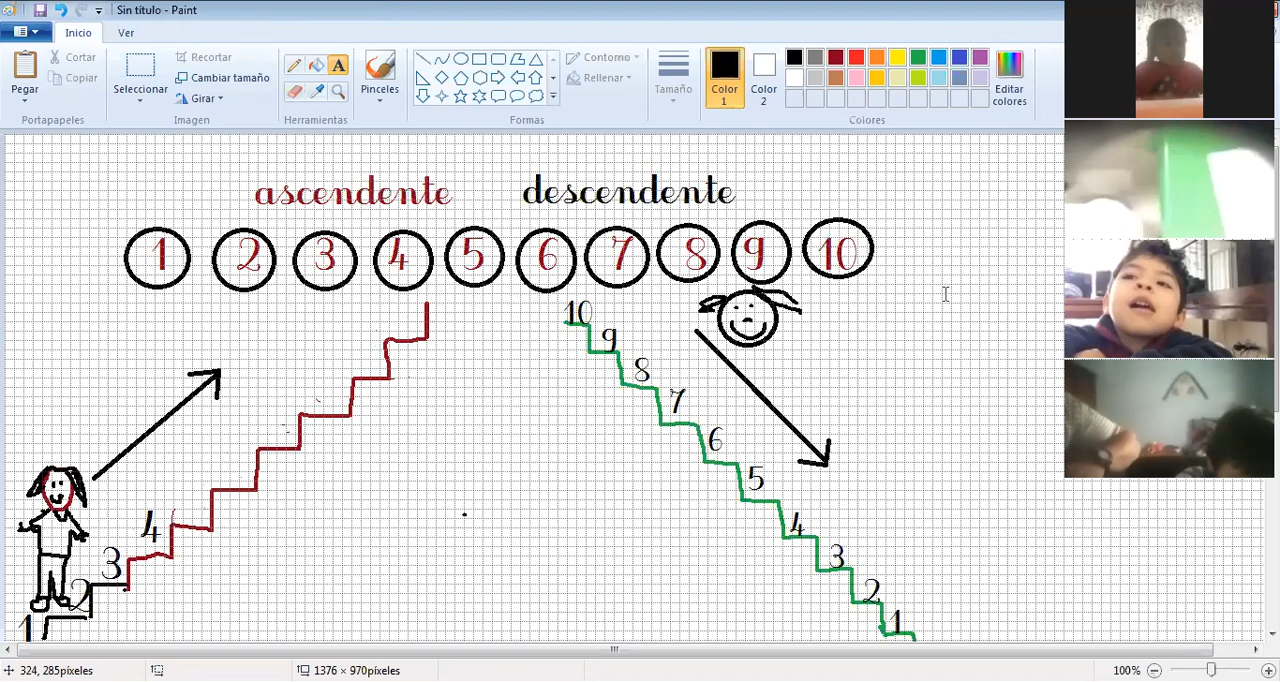 Sin título - Paint
Inicio Ver
Pegar
Cortar
Copiar
Portapapeles
Seleccionar
Recortar
Cambiar tamaño
Girar
Imagen
A
Herramientas
Pinceles
Contorno
Rellenar
Formas
Tamaño
Color 1
Color 2
Editar colores
Colores
ascendente descendente
1 2 3 4 5 6 7 8 9 10
1
2
3
4
10
9
8
7
6
5
4
3
2
1
324, 285píxeles 1376 × 970píxeles 100%